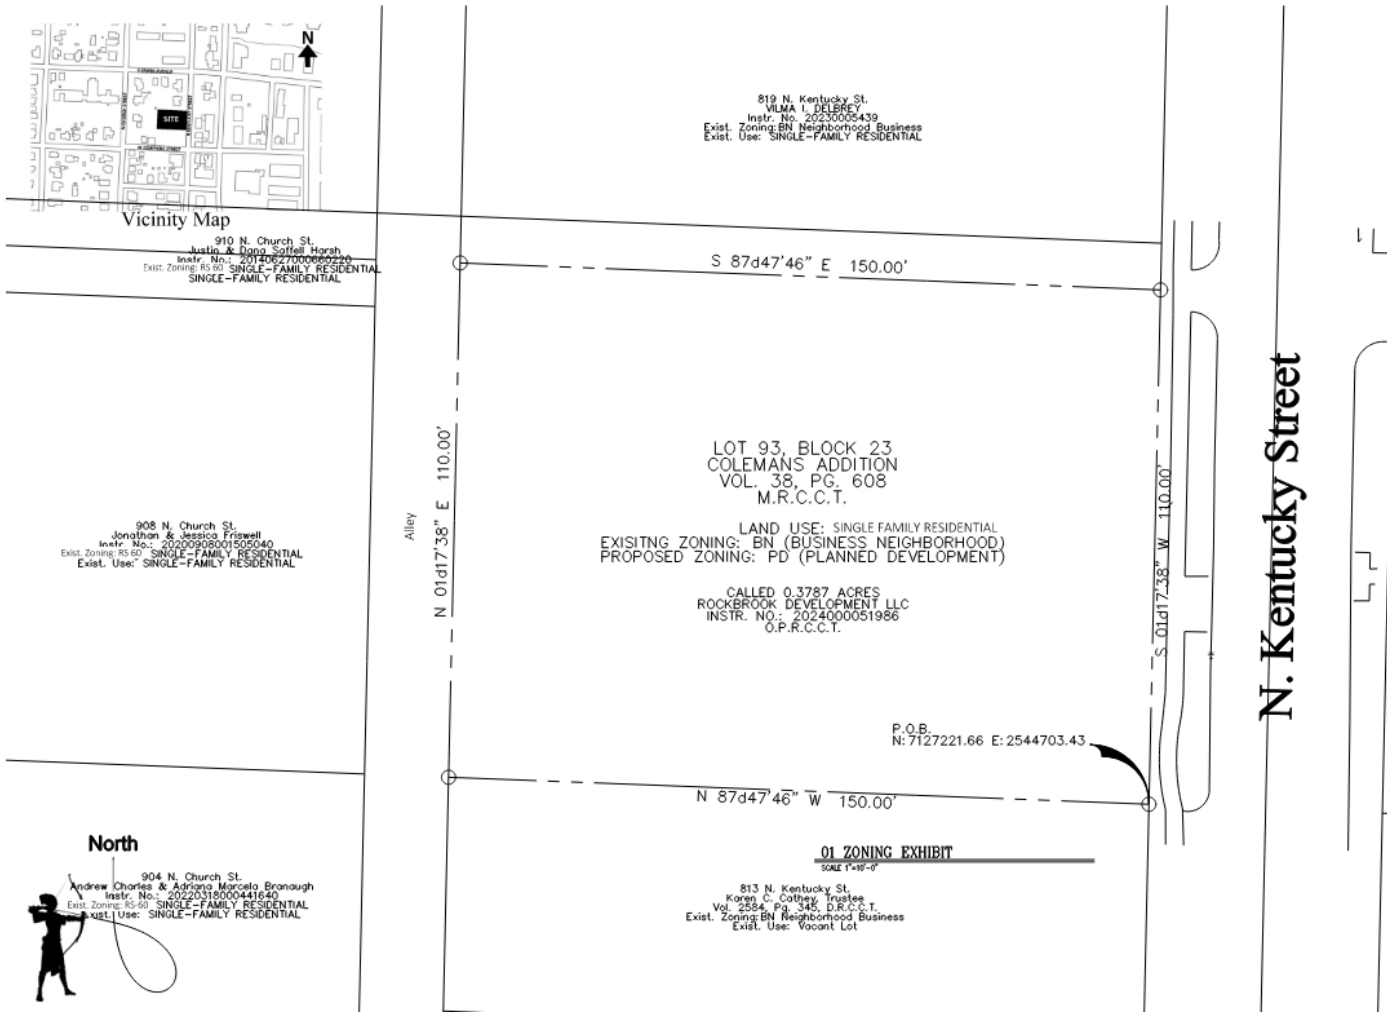 N
SITE
Vicinity Map
819 N. Kentucky St.
VILMA I. DELBREY
Instr. No. 20230005439
Exist. Zoning: BN Neighborhood Business
Exist. Use: SINGLE-FAMILY RESIDENTIAL
910 N. Church St.
Justin & Dana Saffell Harsh
Instr. No.: 20140627000660220
Exist. Zoning: RS 60 SINGLE-FAMILY RESIDENTIAL
SINGLE-FAMILY RESIDENTIAL
S 87d47'46" E 150.00'
N 01d17'38" E 110.00'
Alley
LOT 93, BLOCK 23
COLEMANS ADDITION
VOL. 38, PG. 608
M.R.C.C.T.
LAND USE: SINGLE FAMILY RESIDENTIAL
EXISITNG ZONING: BN (BUSINESS NEIGHBORHOOD)
PROPOSED ZONING: PD (PLANNED DEVELOPMENT)
CALLED 0.3787 ACRES
ROCKBROOK DEVELOPMENT LLC
INSTR. NO.: 2024000051986
O.P.R.C.C.T.
S 01d17'38" W 110.00'
N. Kentucky Street
908 N. Church St.
Jonathan & Jessica Friswell
Instr. No.: 20200908001505040
Exist. Zoning: RS 60 SINGLE-FAMILY RESIDENTIAL
Exist. Use: SINGLE-FAMILY RESIDENTIAL
P.O.B.
N: 7127221.66 E: 2544703.43
N 87d47'46" W 150.00'
01 ZONING EXHIBIT
SCALE 1"=10'-0"
North
904 N. Church St.
Andrew Charles & Adriana Marcela Branaugh
Instr. No.: 20220318000441640
Exist. Zoning: RS-60 SINGLE-FAMILY RESIDENTIAL
Exist. Use: SINGLE-FAMILY RESIDENTIAL
813 N. Kentucky St.
Karen C. Cathey, Trustee
Vol. 2584, Pg. 345, D.R.C.C.T.
Exist. Zoning: BN Neighborhood Business
Exist. Use: Vacant Lot